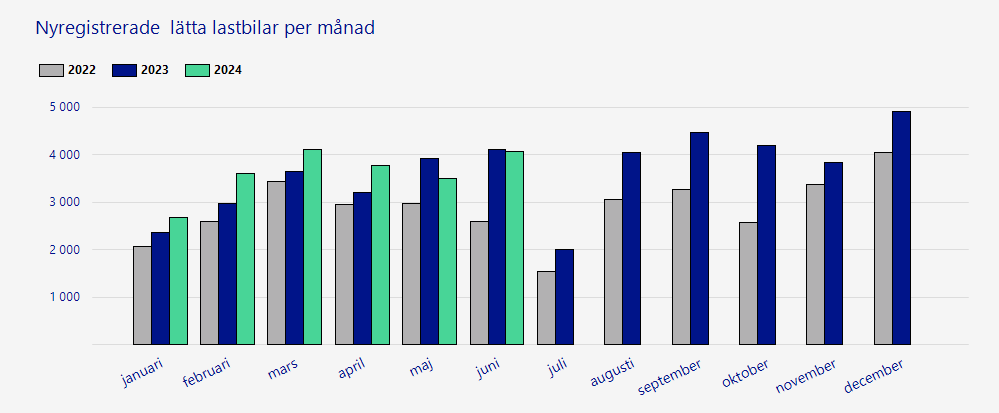 Nyregistrerade  lätta lastbilar per månad
2022 2023 2024
5 000
4 000
3 000
2 000
1 000
januari februari mars april maj juni juli augusti september oktober november december